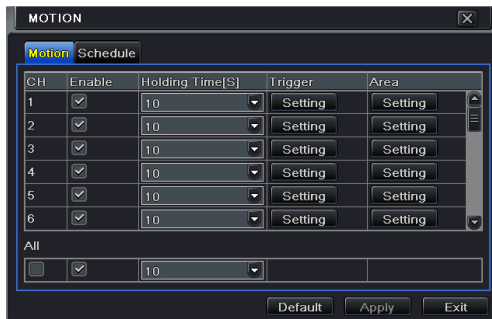 MOTION
Motion Schedule
CH Enable Holding Time[S] Trigger Area
1 10 Setting Setting
2 10 Setting Setting
3 10 Setting Setting
4 10 Setting Setting
5 10 Setting Setting
6 10 Setting Setting
All
10
Default Apply Exit